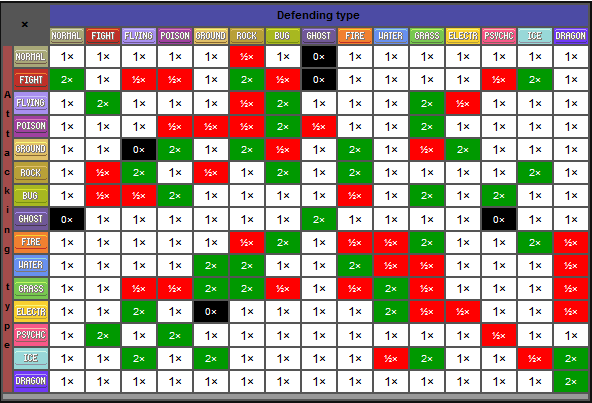 × Defending type
NORMAL FIGHT FLYING POISON GROUND ROCK BUG GHOST FIRE WATER GRASS ELECTR PSYCHC ICE DRAGON
Attacking type
NORMAL 1× 1× 1× 1× 1× ½× 1× 0× 1× 1× 1× 1× 1× 1× 1×
FIGHT 2× 1× ½× ½× 1× 2× ½× 0× 1× 1× 1× 1× ½× 2× 1×
FLYING 1× 2× 1× 1× 1× ½× 2× 1× 1× 1× 2× ½× 1× 1× 1×
POISON 1× 1× 1× ½× ½× ½× 2× ½× 1× 1× 2× 1× 1× 1× 1×
GROUND 1× 1× 0× 2× 1× 2× ½× 1× 2× 1× ½× 2× 1× 1× 1×
ROCK 1× ½× 2× 1× ½× 1× 2× 1× 2× 1× 1× 1× 1× 2× 1×
BUG 1× ½× ½× 2× 1× 1× 1× 1× ½× 1× 2× 1× 2× 1× 1×
GHOST 0× 1× 1× 1× 1× 1× 1× 2× 1× 1× 1× 1× 0× 1× 1×
FIRE 1× 1× 1× 1× 1× ½× 2× 1× ½× ½× 2× 1× 1× 2× ½×
WATER 1× 1× 1× 1× 2× 2× 1× 1× 2× ½× ½× 1× 1× 1× ½×
GRASS 1× 1× ½× ½× 2× 2× ½× 1× ½× 2× ½× 1× 1× 1× ½×
ELECTR 1× 1× 2× 1× 0× 1× 1× 1× 1× 2× ½× ½× 1× 1× ½×
PSYCHC 1× 2× 1× 2× 1× 1× 1× 1× 1× 1× 1× 1× ½× 1× 1×
ICE 1× 1× 2× 1× 2× 1× 1× 1× 1× ½× 2× 1× 1× ½× 2×
DRAGON 1× 1× 1× 1× 1× 1× 1× 1× 1× 1× 1× 1× 1× 1× 2×